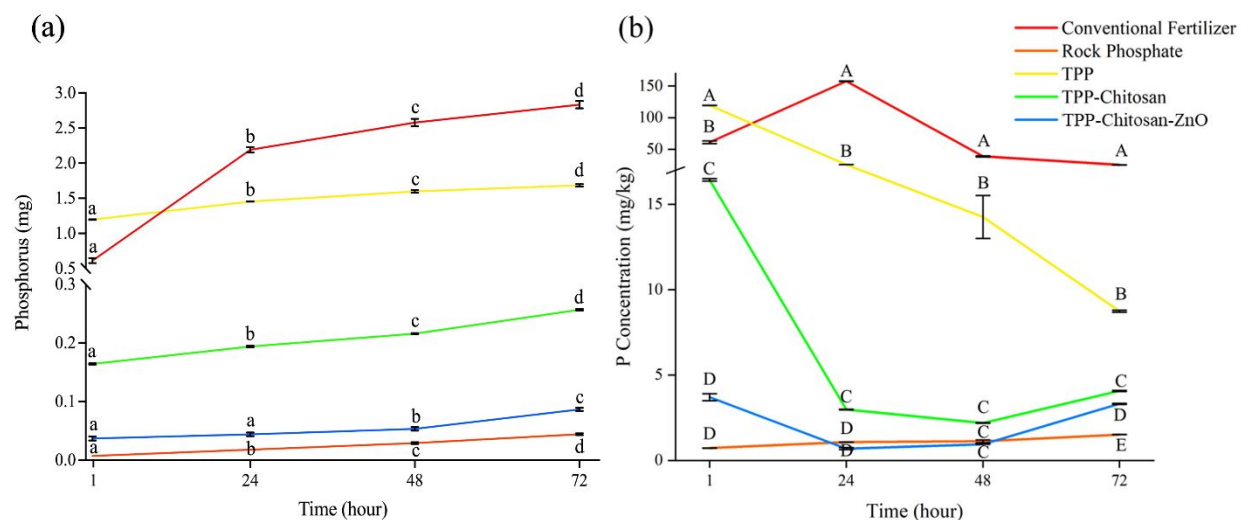 (a)
Phosphorus (mg)
3.0
2.5
2.0
1.5
1.0
0.5
0.3
0.2
0.1
0.0
a
b
c
d
a
b
c
d
a
b
c
d
a
a
b
c
a
b
c
d
1
24
48
72
Time (hour)
(b)
Conventional Fertilizer
Rock Phosphate
TPP
TPP-Chitosan
TPP-Chitosan-ZnO
P Concentration (mg/kg)
150
100
50
15
10
5
0
A
B
C
D
D
A
B
C
D
D
A
B
C
C
C
A
B
C
D
E
1
24
48
72
Time (hour)